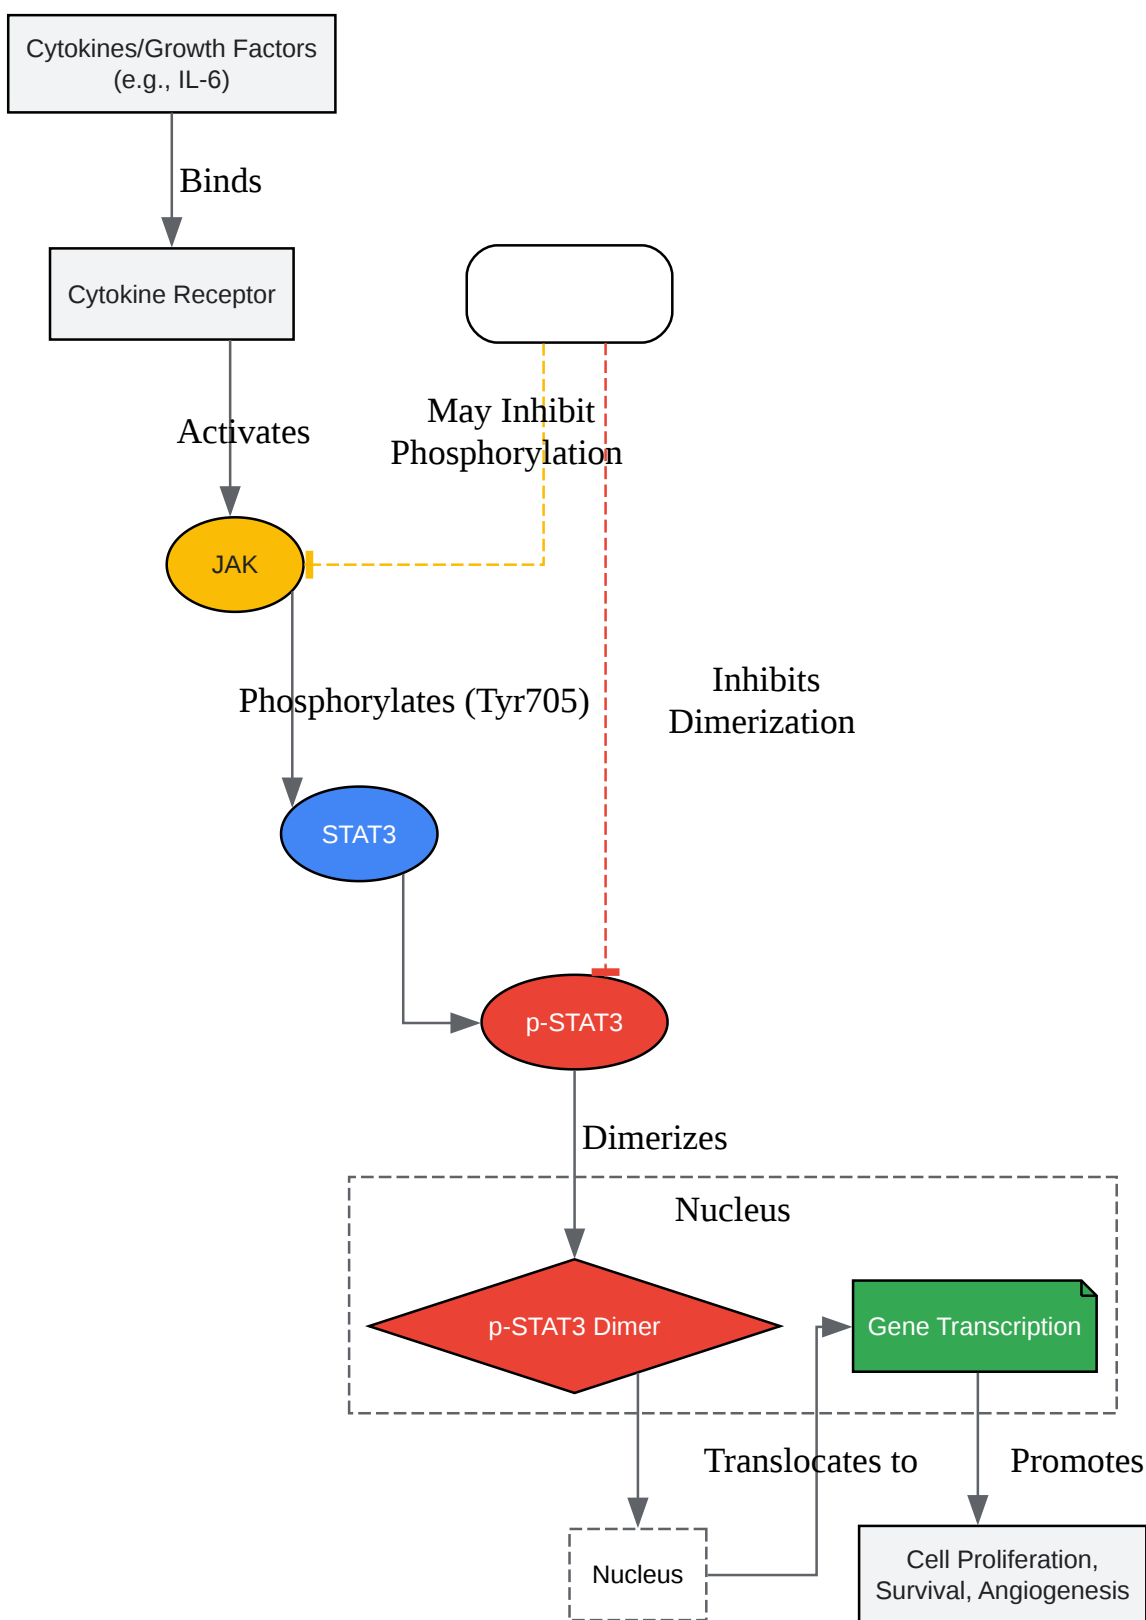 Cytokines/Growth Factors
(e.g., IL-6)
Binds
Cytokine Receptor
Activates
May Inhibit
Phosphorylation
JAK
Phosphorylates (Tyr705)
Inhibits
Dimerization
STAT3
p-STAT3
Dimerizes
Nucleus
p-STAT3 Dimer
Gene Transcription
Translocates to
Promotes
Nucleus
Cell Proliferation,
Survival, Angiogenesis